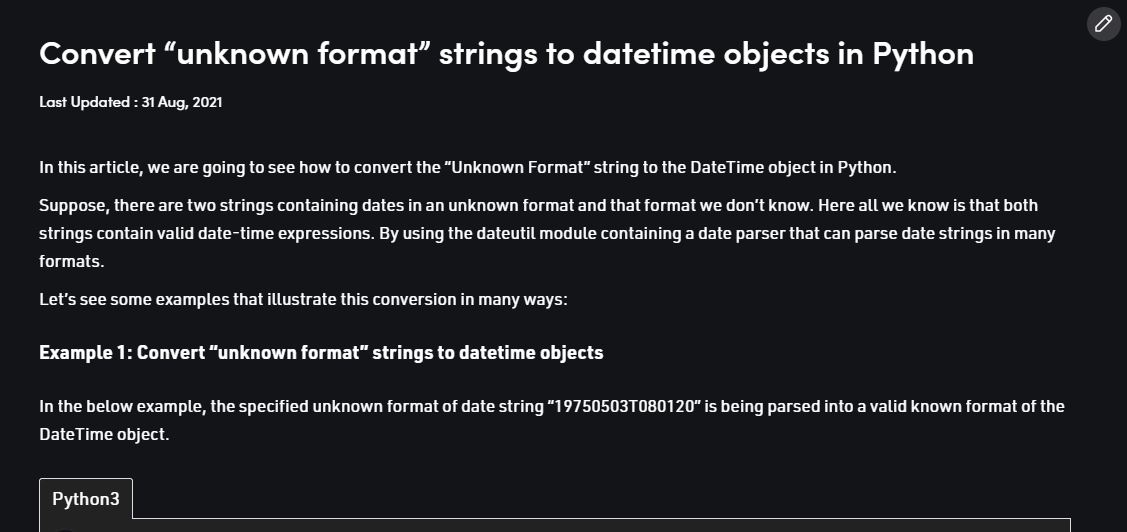 Convert “unknown format” strings to datetime objects in Python
Last Updated : 31 Aug, 2021
In this article, we are going to see how to convert the “Unknown Format” string to the DateTime object in Python.
Suppose, there are two strings containing dates in an unknown format and that format we don’t know. Here all we know is that both
strings contain valid date-time expressions. By using the dateutil module containing a date parser that can parse date strings in many
formats.
Let’s see some examples that illustrate this conversion in many ways:
Example 1: Convert “unknown format” strings to datetime objects
In the below example, the specified unknown format of date string “19750503T080120” is being parsed into a valid known format of the
DateTime object.
Python3